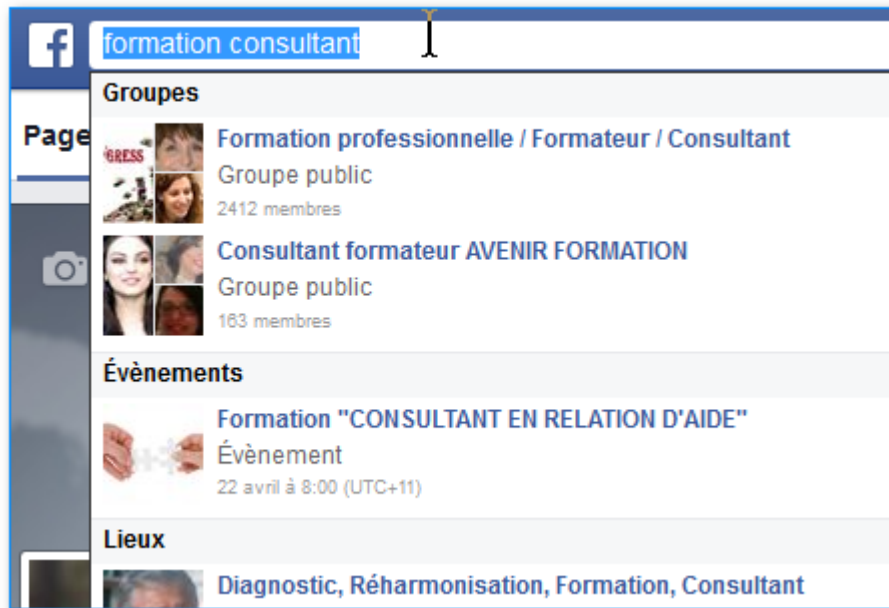 f
formation consultant
Groupes
Page
GRESS
Formation professionnelle / Formateur / Consultant
Groupe public
2412 membres
Consultant formateur AVENIR FORMATION
Groupe public
163 membres
Évènements
Formation "CONSULTANT EN RELATION D'AIDE"
Évènement
22 avril à 8:00 (UTC+11)
Lieux
Diagnostic, Réharmonisation, Formation, Consultant